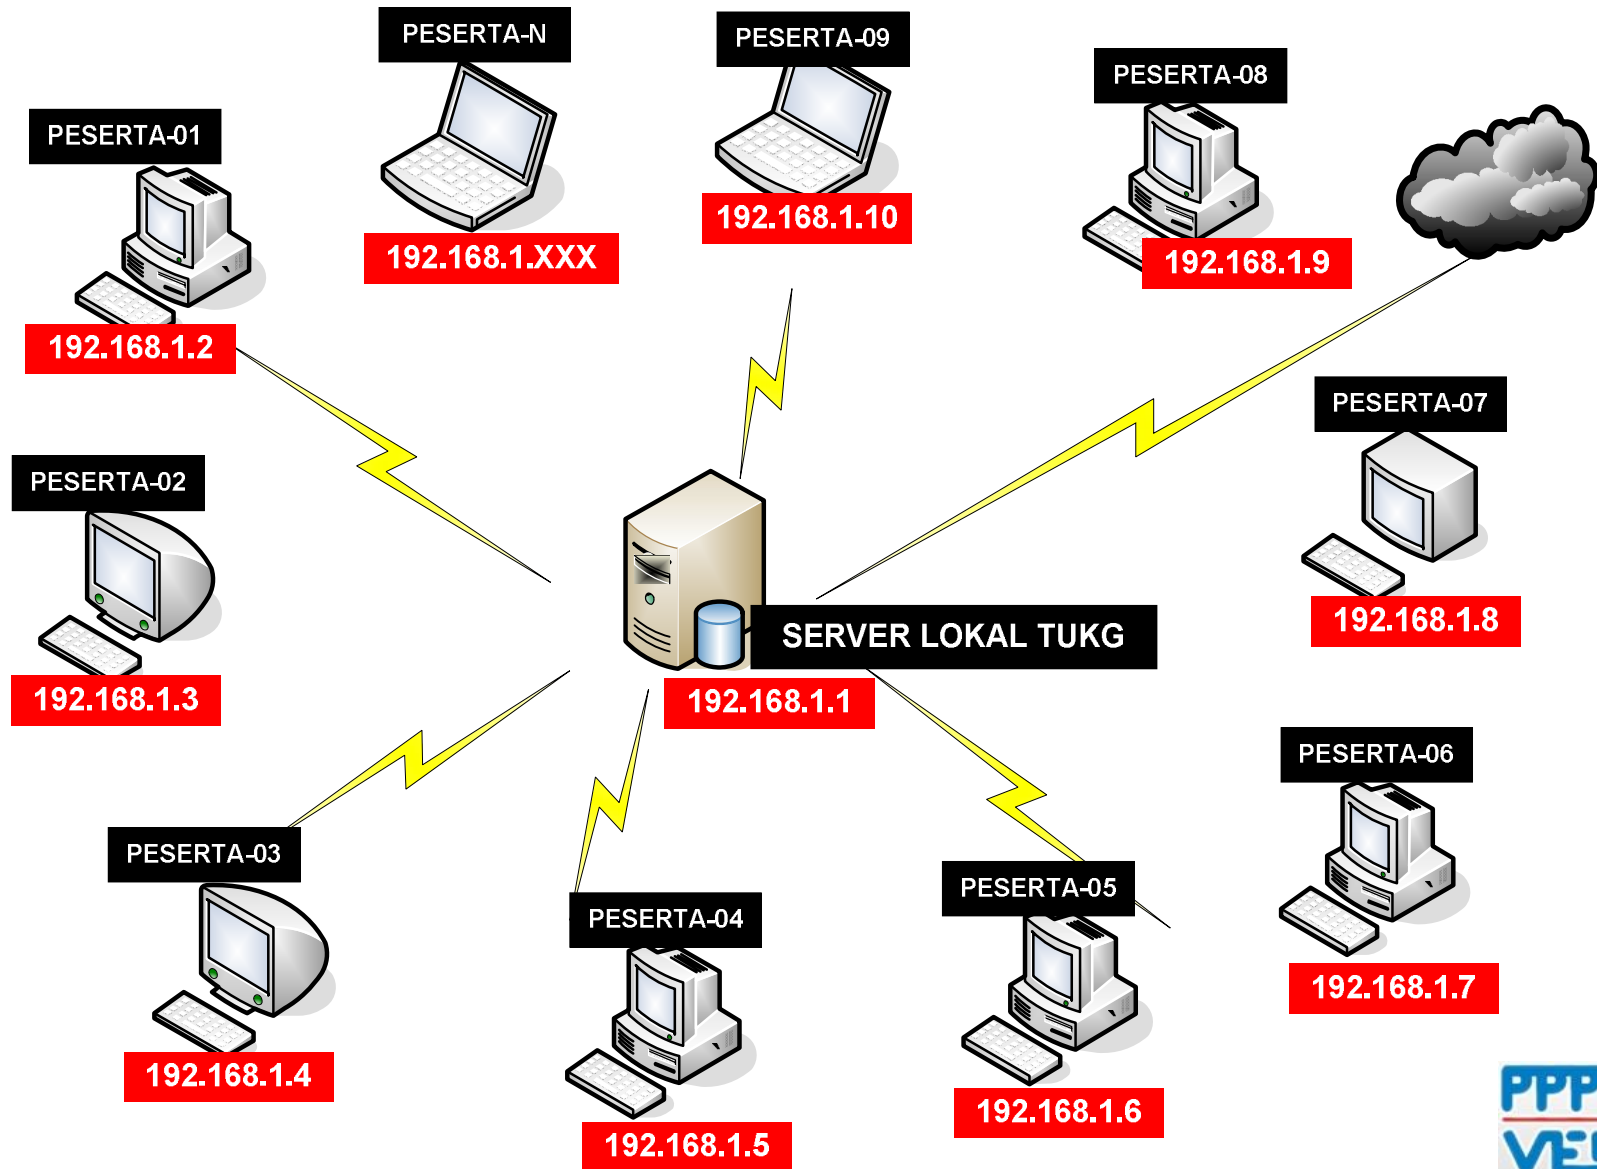 PESERTA-N
PESERTA-09
PESERTA-08
PESERTA-01
192.168.1.10
192.168.1.XXX
192.168.1.9
192.168.1.2
PESERTA-07
PESERTA-02
192.168.1.8
SERVER LOKAL TUKG
192.168.1.3
192.168.1.1
PESERTA-06
PESERTA-03
PESERTA-05
PESERTA-04
192.168.1.7
192.168.1.4
192.168.1.6
192.168.1.5